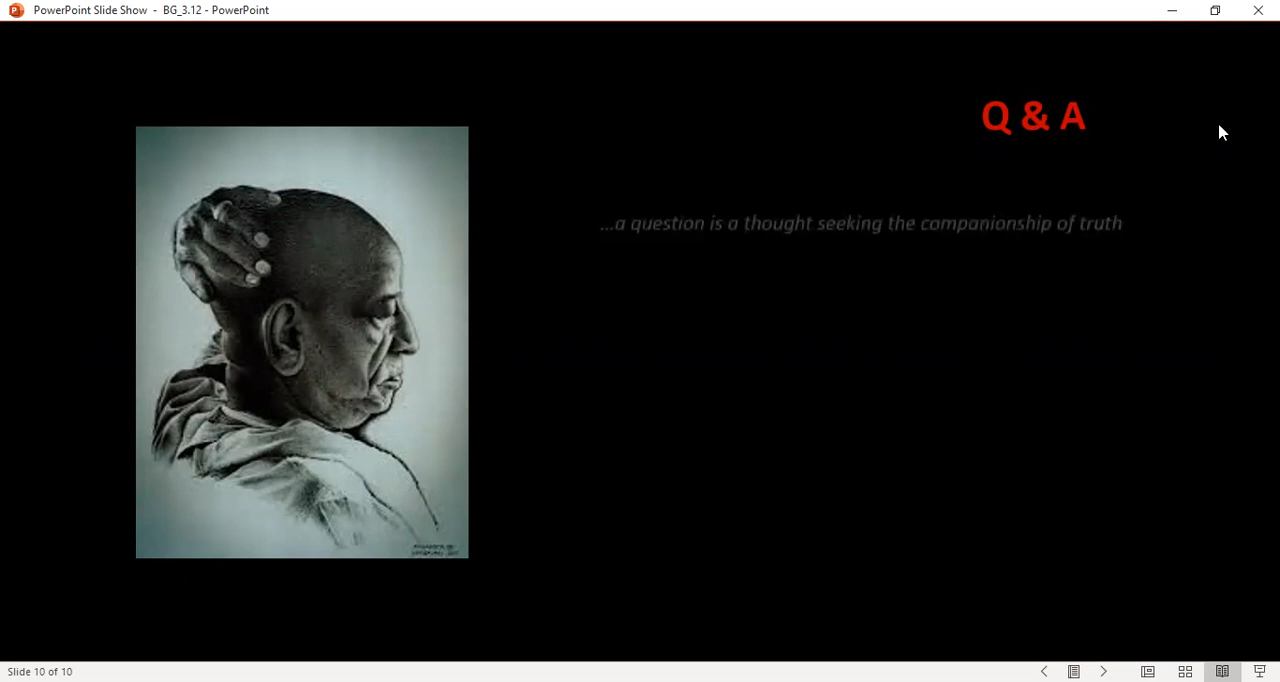 PowerPoint Slide Show - BG_3.12 - PowerPoint
Q & A
...a question is a thought seeking the companionship of truth
Slide 10 of 10